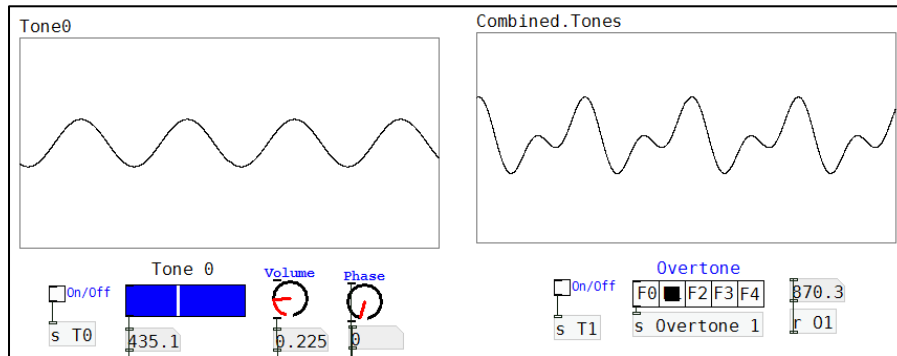 Tone0
Combined.Tones
Tone 0
Volume
Phase
Overtone
On/Off
On/Off
F0 F2 F3 F4
870.3
s T0
435.1
0.225
0
s T1
s Overtone 1
r O1